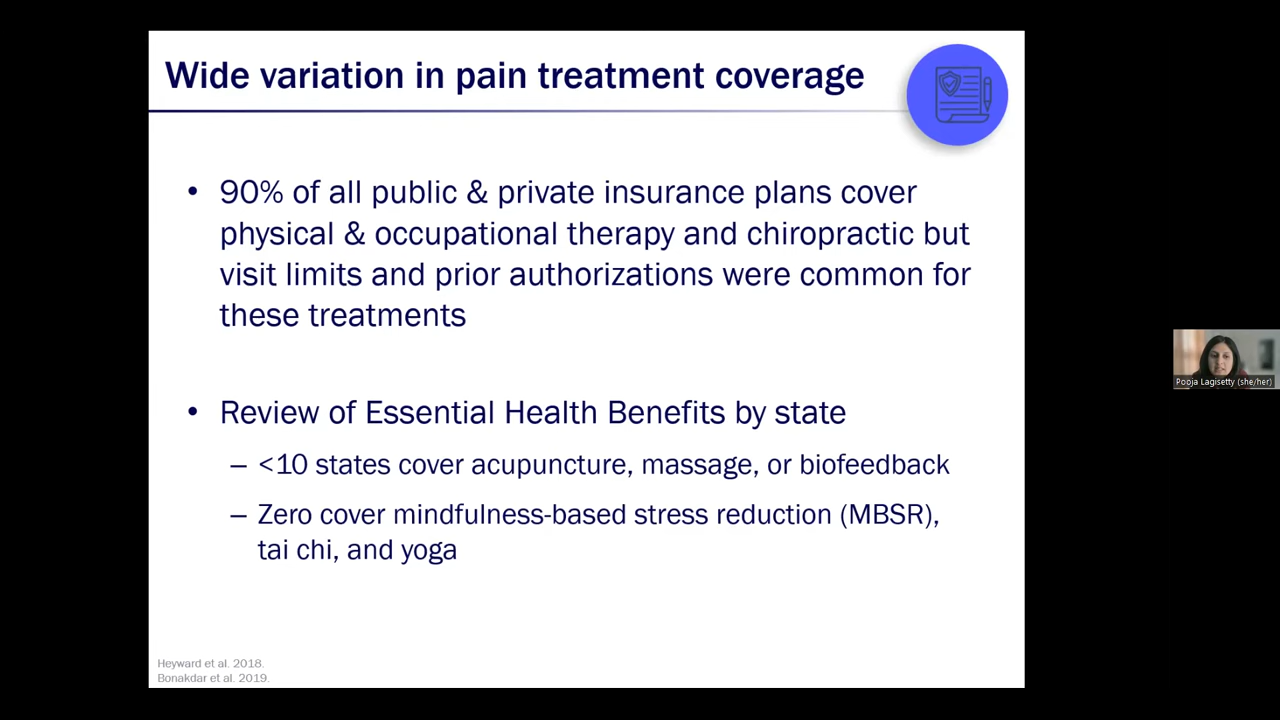 Wide variation in pain treatment coverage
• 90% of all public & private insurance plans cover
physical & occupational therapy and chiropractic but
visit limits and prior authorizations were common for
these treatments
• Review of Essential Health Benefits by state
– <10 states cover acupuncture, massage, or biofeedback
– Zero cover mindfulness-based stress reduction (MBSR),
tai chi, and yoga
Heyward et al. 2018.
Bonakdar et al. 2019.
Pooja Lagisetty (she/her)